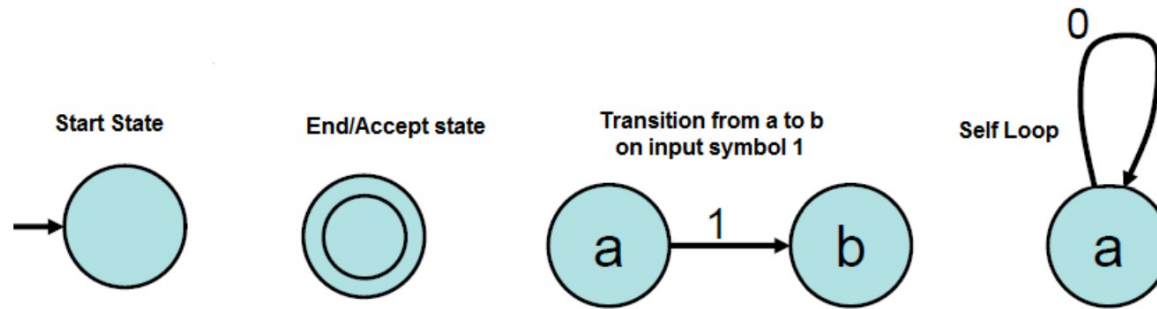 Start State
End/Accept state
Transition from a to b
on input symbol 1
Self Loop
0
a
1
b
a